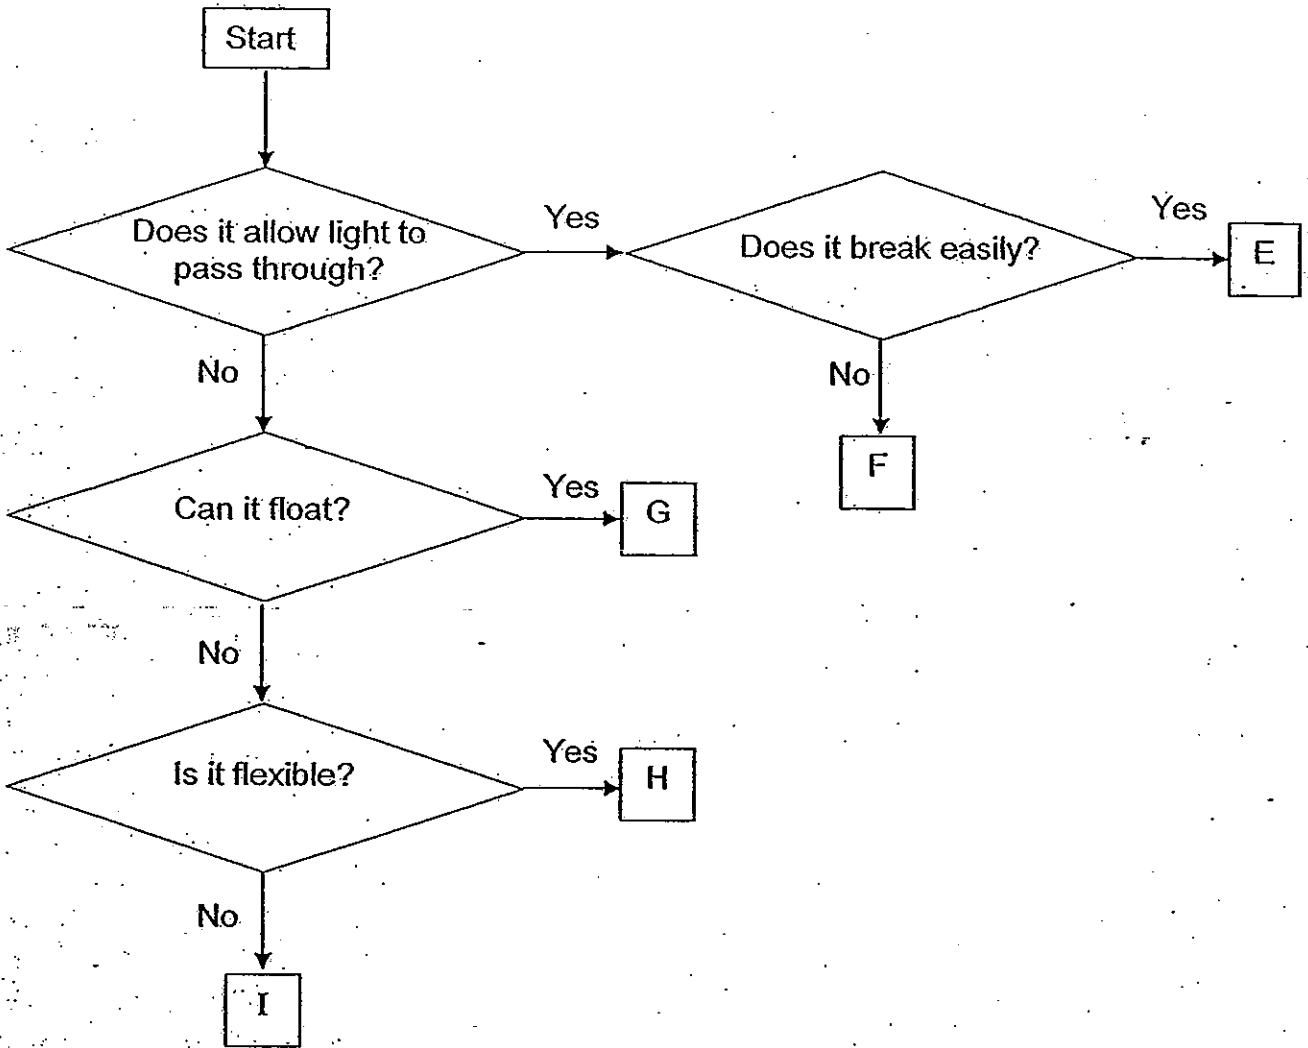 Start
Does it allow light to
pass through?
Yes
Does it break easily?
Yes
E
No
No
F
Can it float?
Yes
G
No
Is it flexible?
Yes
H
No
I